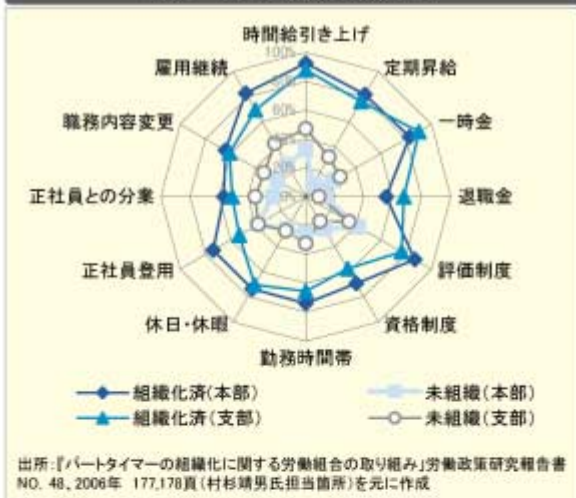 時間給引き上げ
100%
定期昇給
雇用継続
一時金
職務内容変更
退職金
正社員との分業
評価制度
正社員登用
資格制度
休日・休暇
勤務時間帯
組織化済(本部)
未組織(本部)
組織化済(支部)
未組織(支部)
出所:『パートタイマーの組織化に関する労働組合の取り組み』労働政策研究報告書
NO. 48、2006年 177,178頁(村杉靖男氏担当箇所)を元に作成